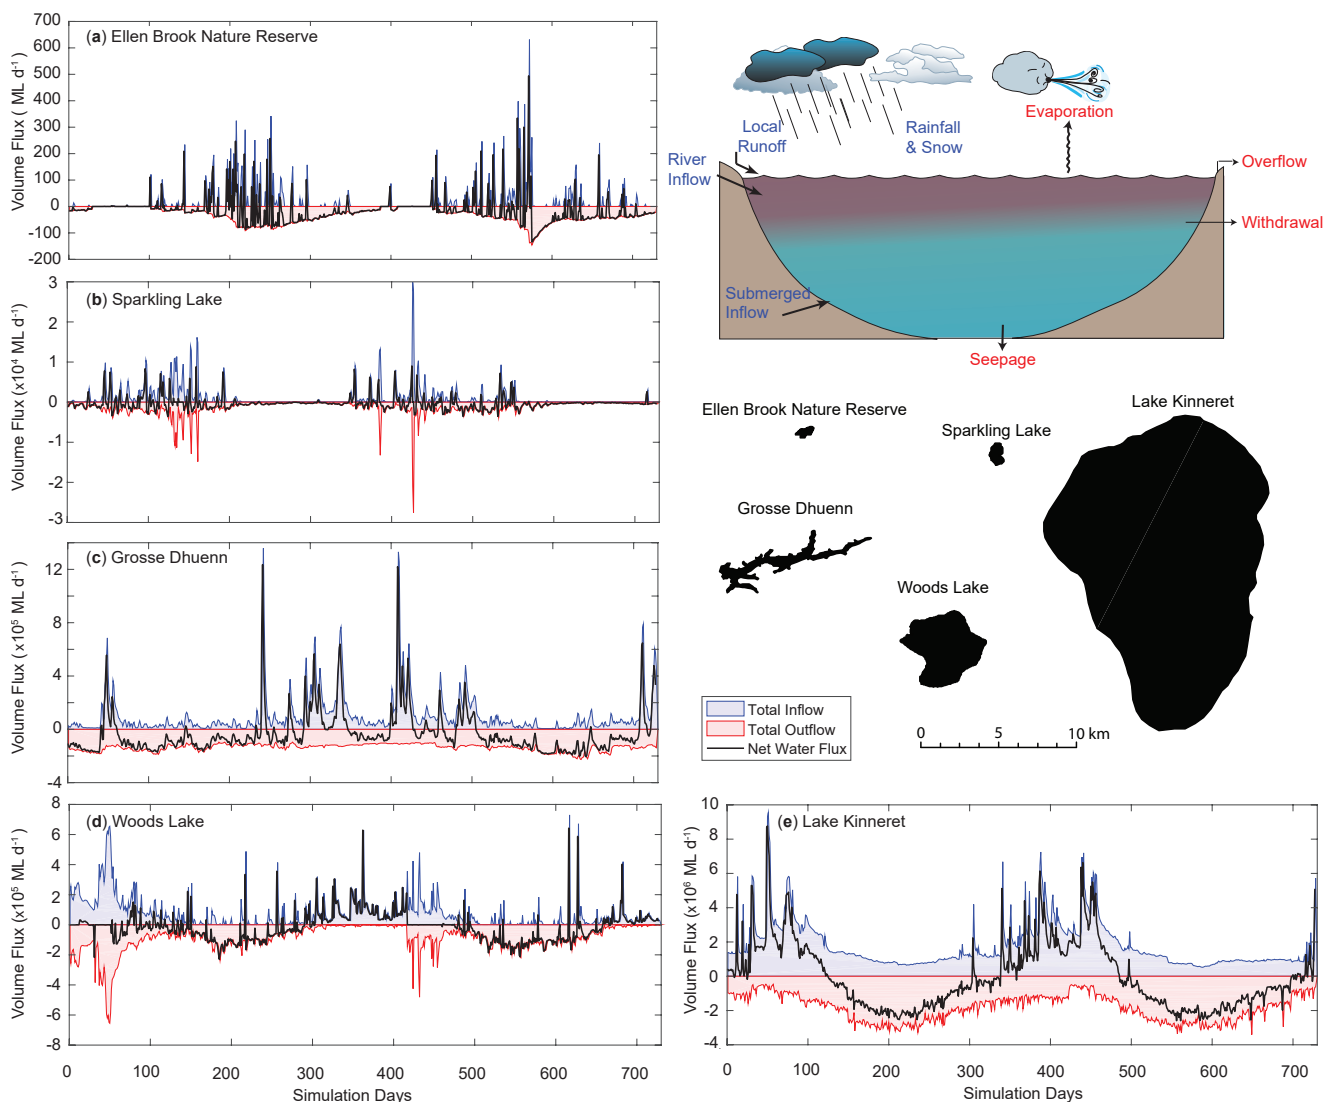 (a) Ellen Brook Nature Reserve
Volume Flux ( ML d-1)
700
600
500
400
300
200
100
0
-100
-200
(b) Sparkling Lake
Volume Flux (x10⁴ ML d-1)
3
2
1
0
-1
-2
-3
(c) Grosse Dhuenn
Volume Flux ( x10⁵ ML d-1)
12
8
4
0
-4
(d) Woods Lake
Volume Flux (x10⁵ ML d-1)
8
6
4
2
0
-2
-4
-6
-8
0 100 200 300 400 500 600 700
Simulation Days
Local
Runoff
Rainfall
& Snow
Evaporation
River
Inflow
Overflow
Withdrawal
Submerged
Inflow
Seepage
Ellen Brook Nature Reserve
Sparkling Lake
Lake Kinneret
Grosse Dhuenn
Woods Lake
Total Inflow
Total Outflow
Net Water Flux
0 5 10 km
(e) Lake Kinneret
Volume Flux (x10⁶ ML d-1)
10
8
6
4
2
0
-2
-4
0 100 200 300 400 500 600 700
Simulation Days